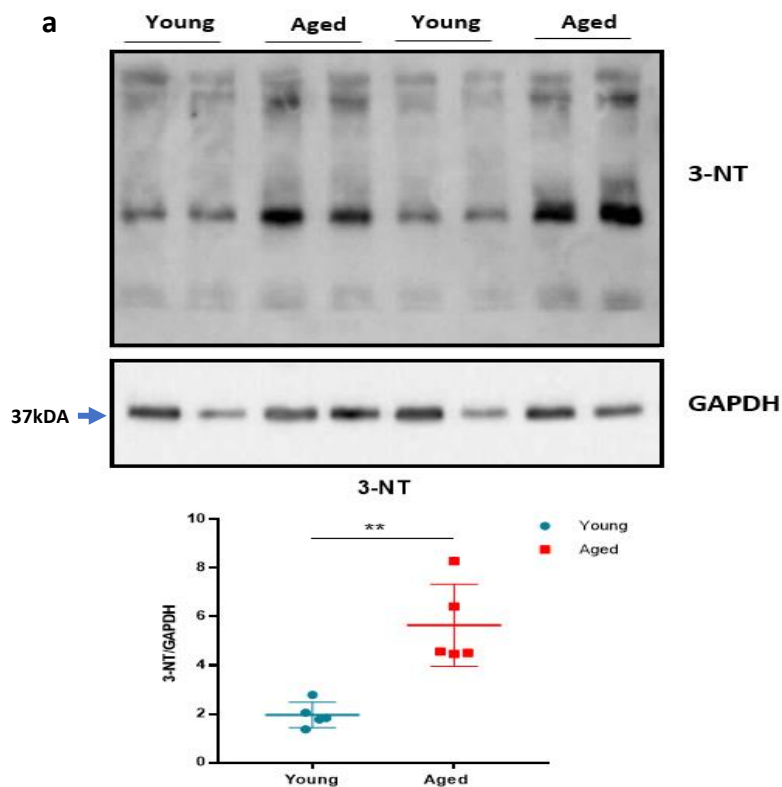 a
Young Aged Young Aged
3-NT
37kDA
GAPDH
3-NT
10
8
6
4
2
0
3-NT/GAPDH
**
Young
Aged
Young Aged